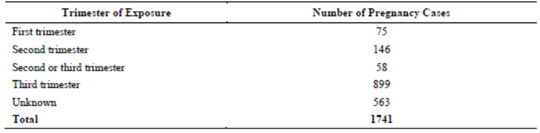 Trimester of Exposure Number of Pregnancy Cases
First trimester 75
Second trimester 146
Second or third trimester 58
Third trimester 899
Unknown 563
Total 1741